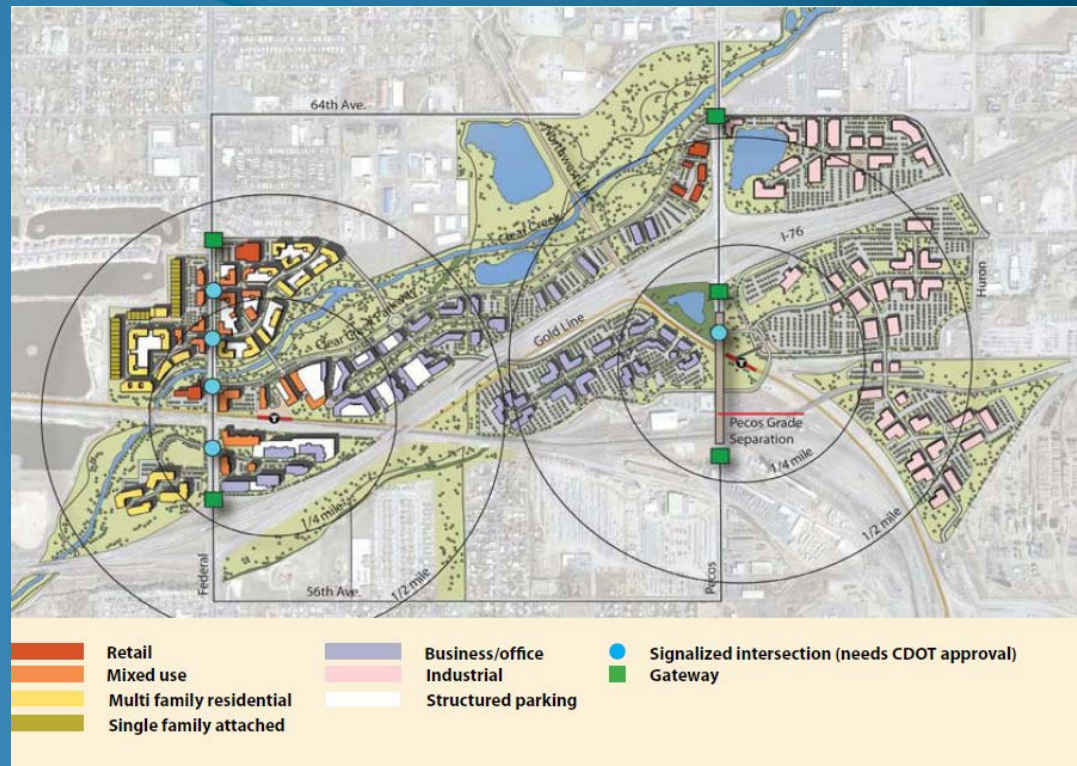 64th Ave.
Northwest
Clear Creek
I-76
Huron
Clear Creek Parkway
Gold Line
T
T
Pecos Grade
Separation
1/4 mile
1/4 mile
1/2 mile
1/2 mile
Federal
56th Ave.
Pecos
Retail
Mixed use
Multi family residential
Single family attached
Business/office
Industrial
Structured parking
Signalized intersection (needs CDOT approval)
Gateway